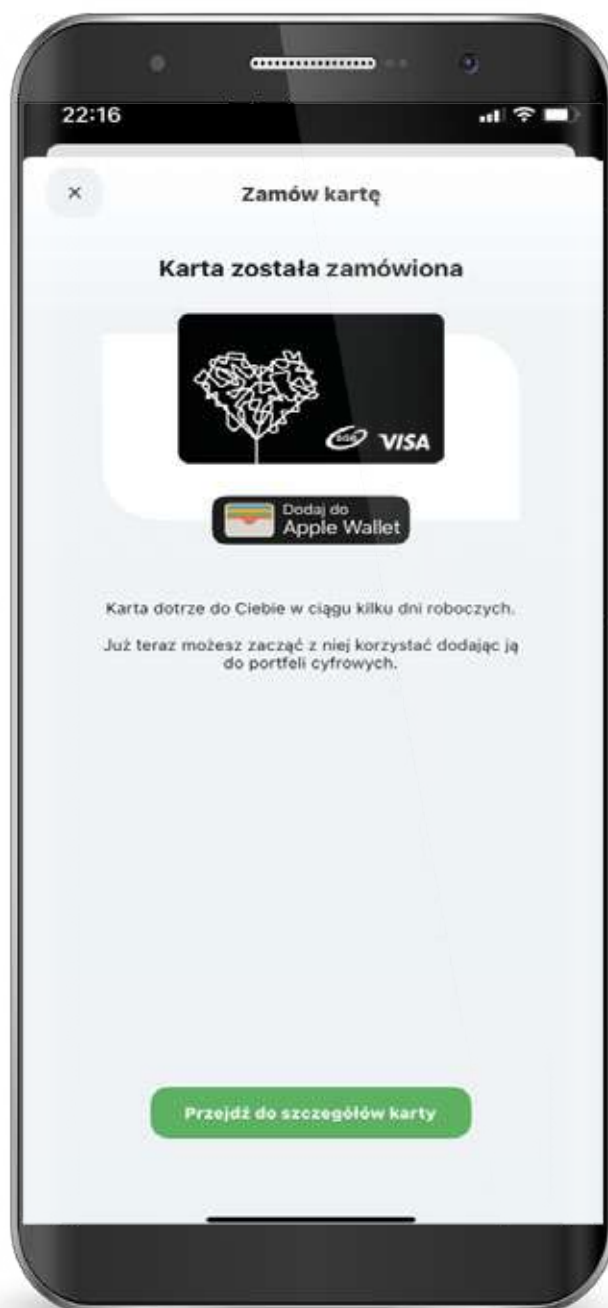 22:16
×
Zamów kartę
Karta została zamówiona
SGB VISA
Dodaj do
Apple Wallet
Karta dotrze do Ciebie w ciągu kilku dni roboczych.
Już teraz możesz zacząć z niej korzystać dodając ją
do portfeli cyfrowych.
Przejdź do szczegółów karty